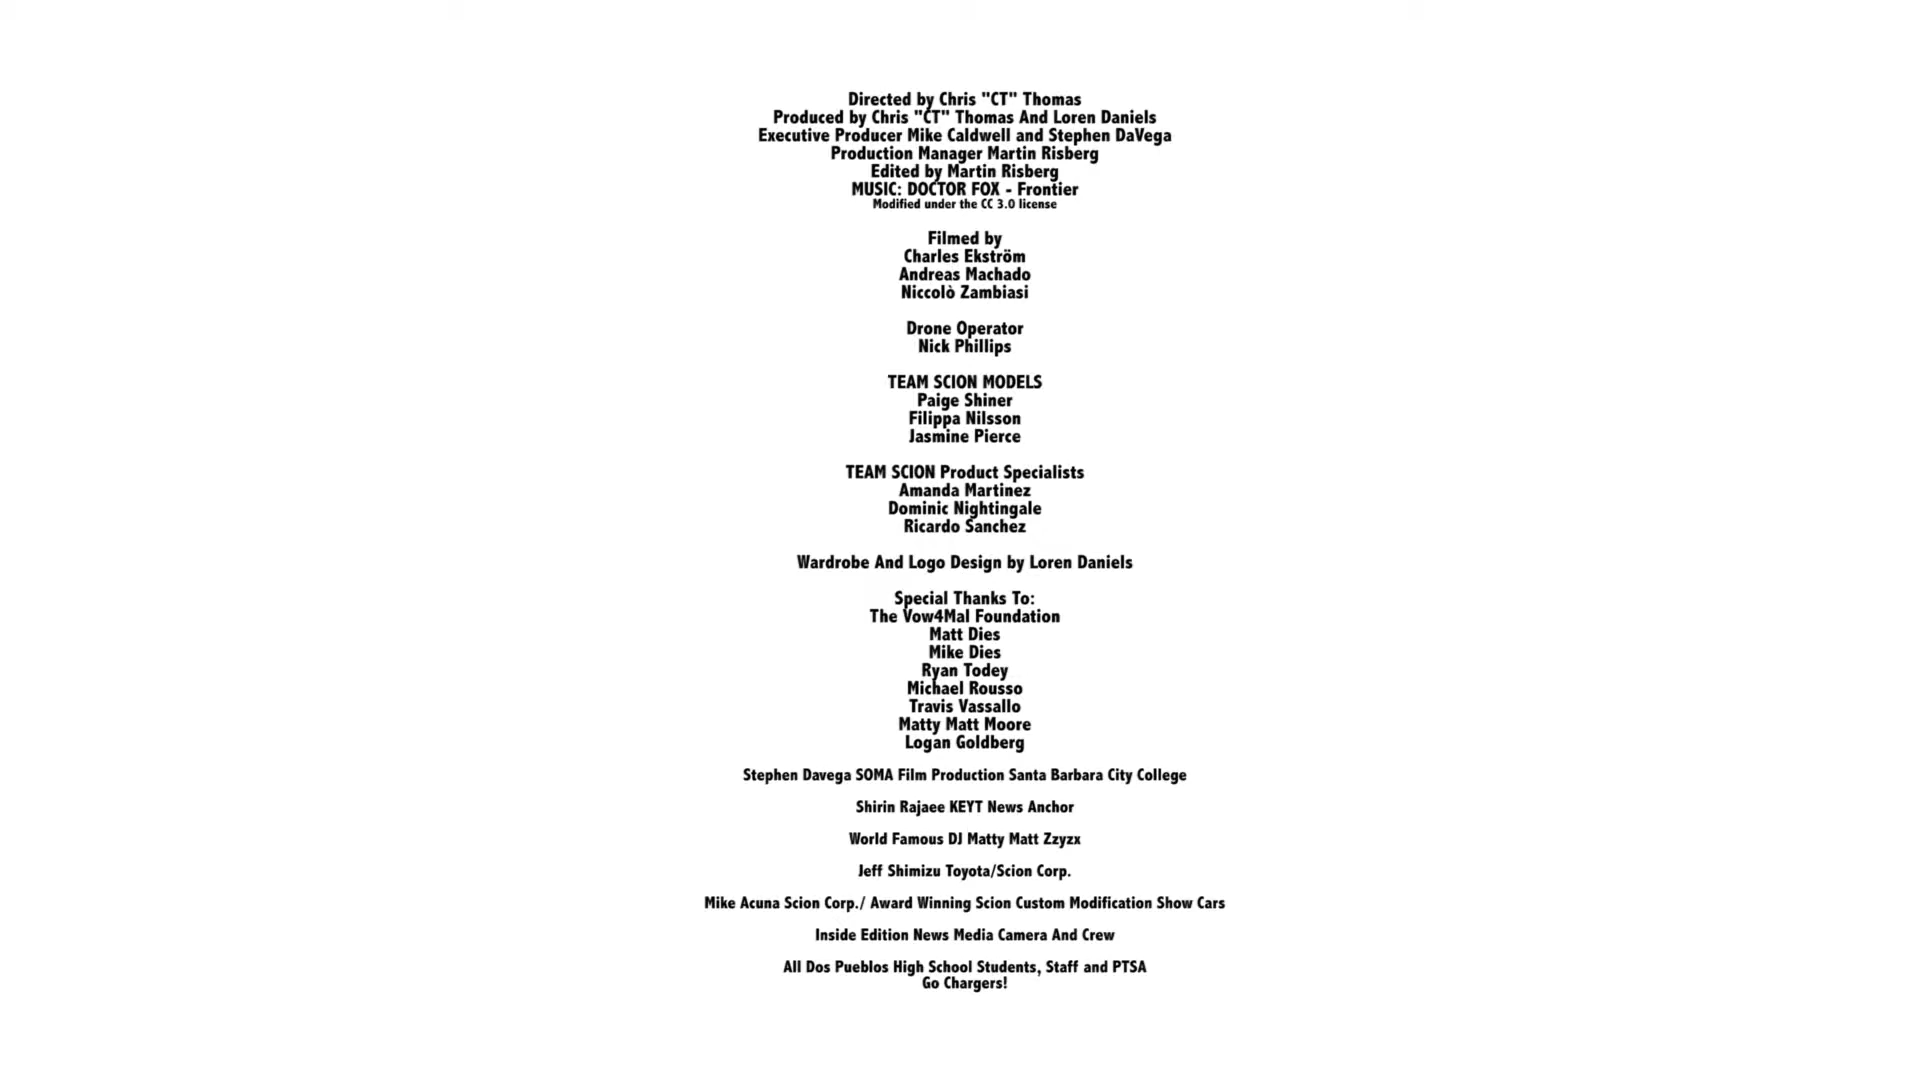 Directed by Chris "CT" Thomas
Produced by Chris "CT" Thomas And Loren Daniels
Executive Producer Mike Caldwell and Stephen DaVega
Production Manager Martin Risberg
Edited by Martin Risberg
MUSIC: DOCTOR FOX - Frontier
Modified under the CC 3.0 license
Filmed by
Charles Ekström
Andreas Machado
Niccolò Zambiasi
Drone Operator
Nick Phillips
TEAM SCION MODELS
Paige Shiner
Filippa Nilsson
Jasmine Pierce
TEAM SCION Product Specialists
Amanda Martinez
Dominic Nightingale
Ricardo Sanchez
Wardrobe And Logo Design by Loren Daniels
Special Thanks To:
The Vow4Mal Foundation
Matt Dies
Mike Dies
Ryan Todey
Michael Rousso
Travis Vassallo
Matty Matt Moore
Logan Goldberg
Stephen Davega SOMA Film Production Santa Barbara City College
Shirin Rajaee KEYT News Anchor
World Famous DJ Matty Matt Zzyzx
Jeff Shimizu Toyota/Scion Corp.
Mike Acuna Scion Corp./ Award Winning Scion Custom Modification Show Cars
Inside Edition News Media Camera And Crew
All Dos Pueblos High School Students, Staff and PTSA
Go Chargers!